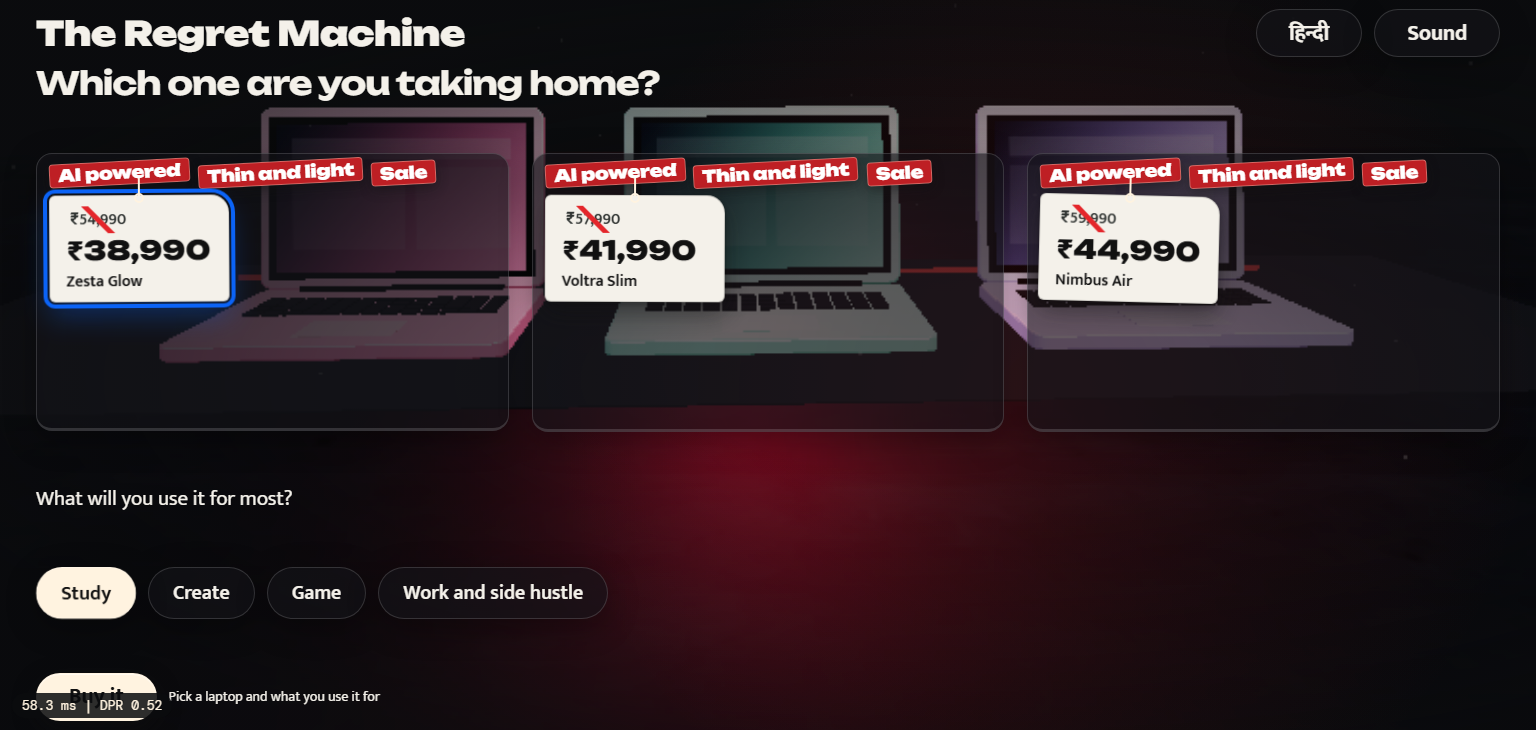 The Regret Machine
हिन्दी
Sound
Which one are you taking home?
AI powered
Thin and light
Sale
₹54,990
₹38,990
Zesta Glow
AI powered
Thin and light
Sale
₹57,990
₹41,990
Voltra Slim
AI powered
Thin and light
Sale
₹59,990
₹44,990
Nimbus Air
What will you use it for most?
Study
Create
Game
Work and side hustle
Buy it
Pick a laptop and what you use it for
58.3 ms | DPR 0.52